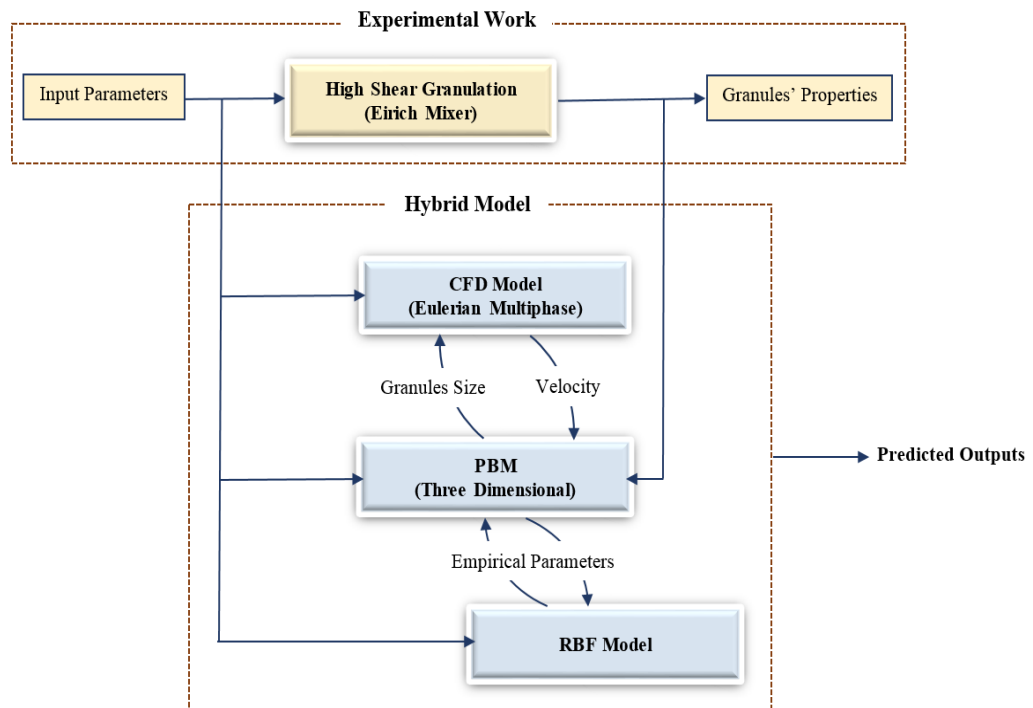 Experimental Work
Input Parameters
High Shear Granulation
(Eirich Mixer)
Granules’ Properties
Hybrid Model
CFD Model
(Eulerian Multiphase)
Granules Size
Velocity
PBM
(Three Dimensional)
Predicted Outputs
Empirical Parameters
RBF Model